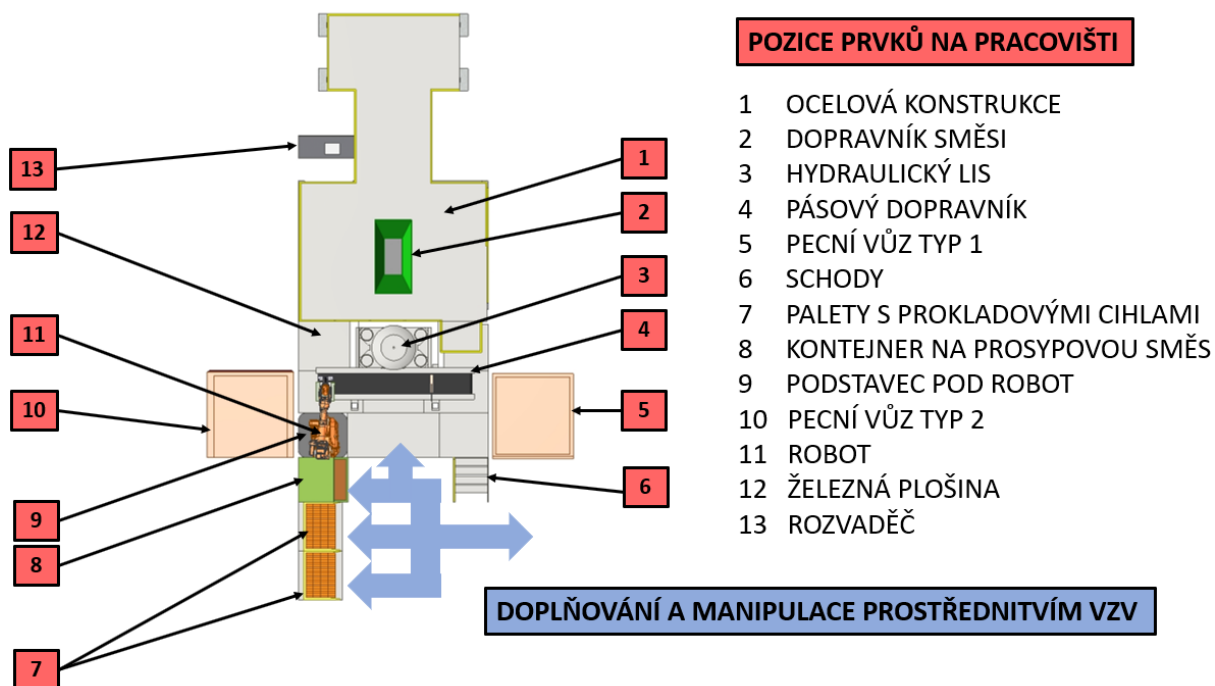 POZICE PRVKŮ NA PRACOVIŠTI
1 OCELOVÁ KONSTRUKCE
2 DOPRAVNÍK SMĚSI
3 HYDRAULICKÝ LIS
4 PÁSOVÝ DOPRAVNÍK
5 PECNÍ VŮZ TYP 1
6 SCHODY
7 PALETY S PROKLADOVÝMI CIHLAMI
8 KONTEJNER NA PROSYPOVOU SMĚS
9 PODSTAVEC POD ROBOT
10 PECNÍ VŮZ TYP 2
11 ROBOT
12 ŽELEZNÁ PLOŠINA
13 ROZVADĚČ
DOPLŇOVÁNÍ A MANIPULACE PROSTŘEDNITVÍM VZV
13
12
11
10
9
8
7
1
2
3
4
5
6